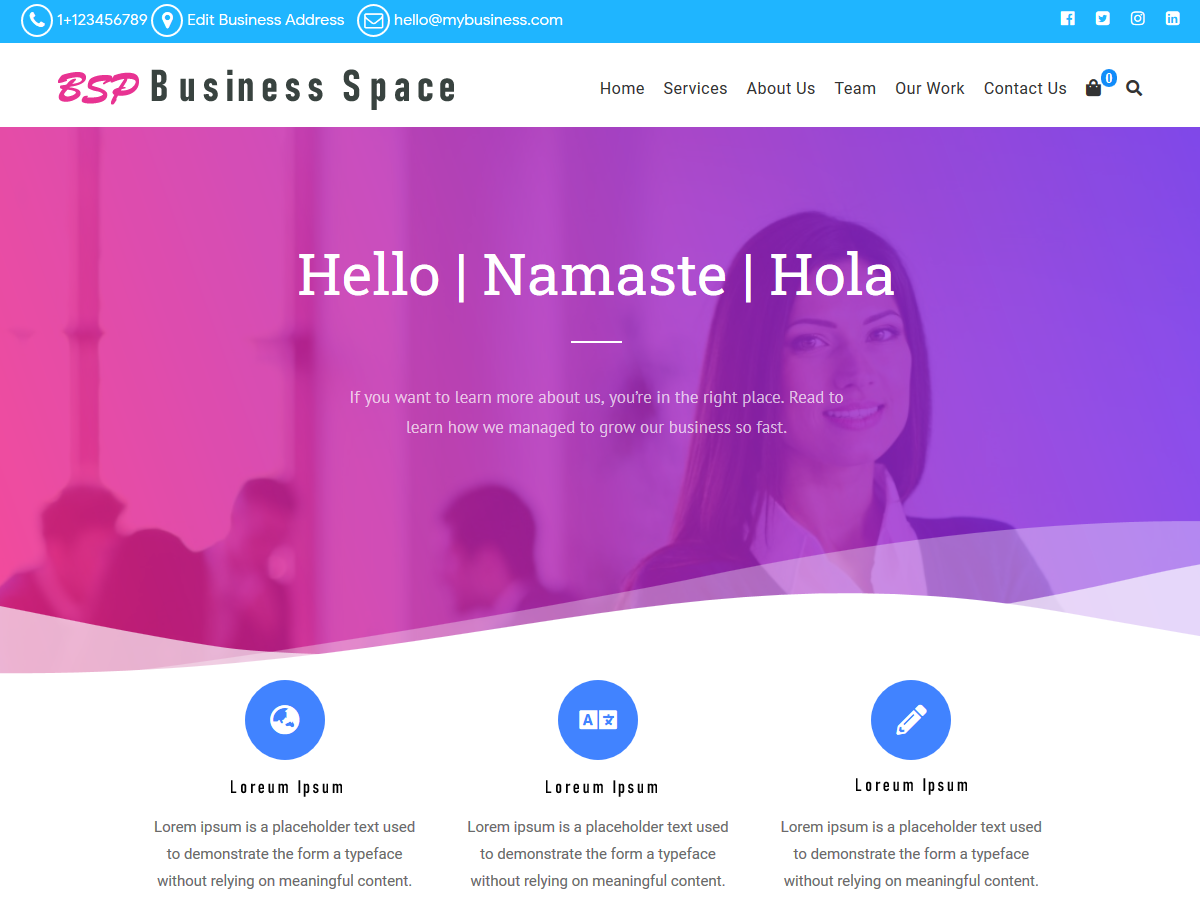 1+123456789 Edit Business Address hello@mybusiness.com
BSP Business Space
Home Services About Us Team Our Work Contact Us 0
Hello | Namaste | Hola
If you want to learn more about us, you’re in the right place. Read to
learn how we managed to grow our business so fast.
A 文
Loreum Ipsum
Lorem ipsum is a placeholder text used
to demonstrate the form a typeface
without relying on meaningful content.
Loreum Ipsum
Lorem ipsum is a placeholder text used
to demonstrate the form a typeface
without relying on meaningful content.
Loreum Ipsum
Lorem ipsum is a placeholder text used
to demonstrate the form a typeface
without relying on meaningful content.